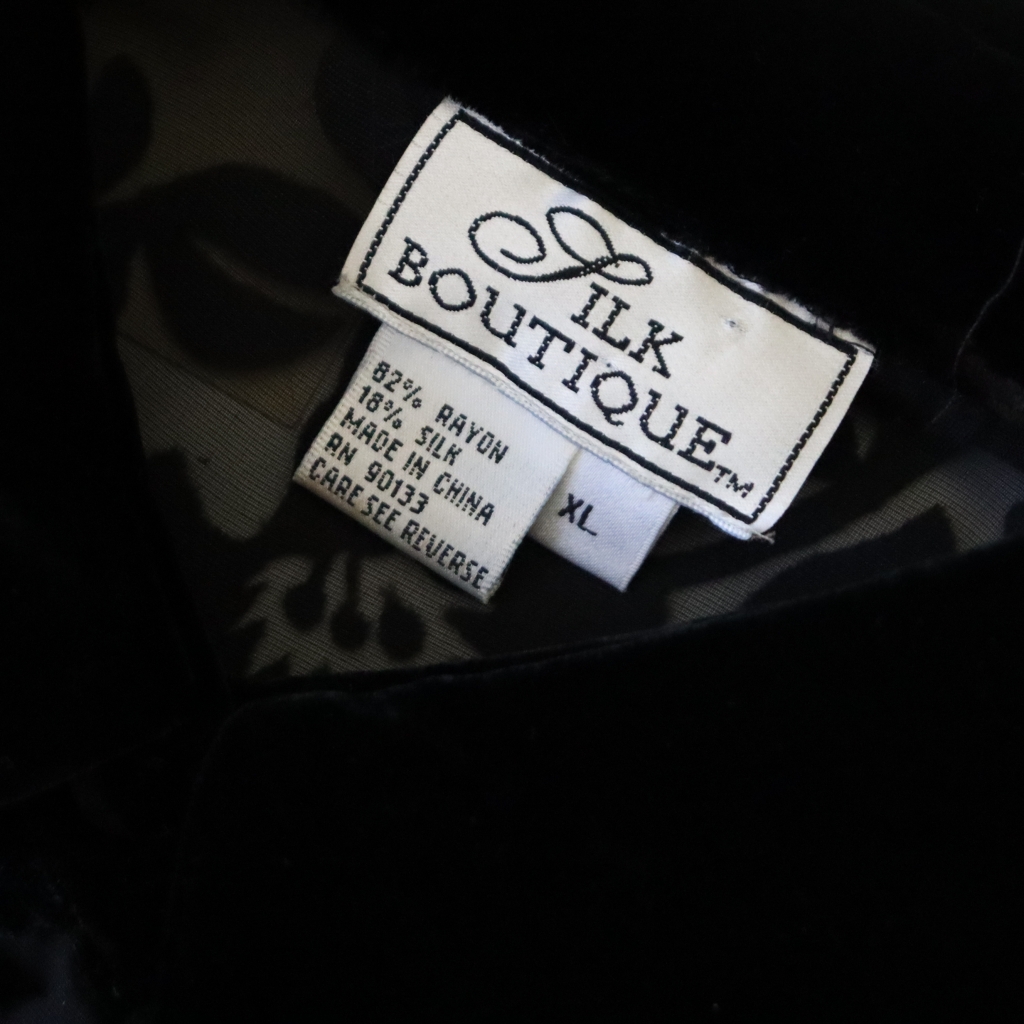 SILK
BOUTIQUE™
82% RAYON
18% SILK
MADE IN CHINA
RN 90133
CARE SEE REVERSE
XL